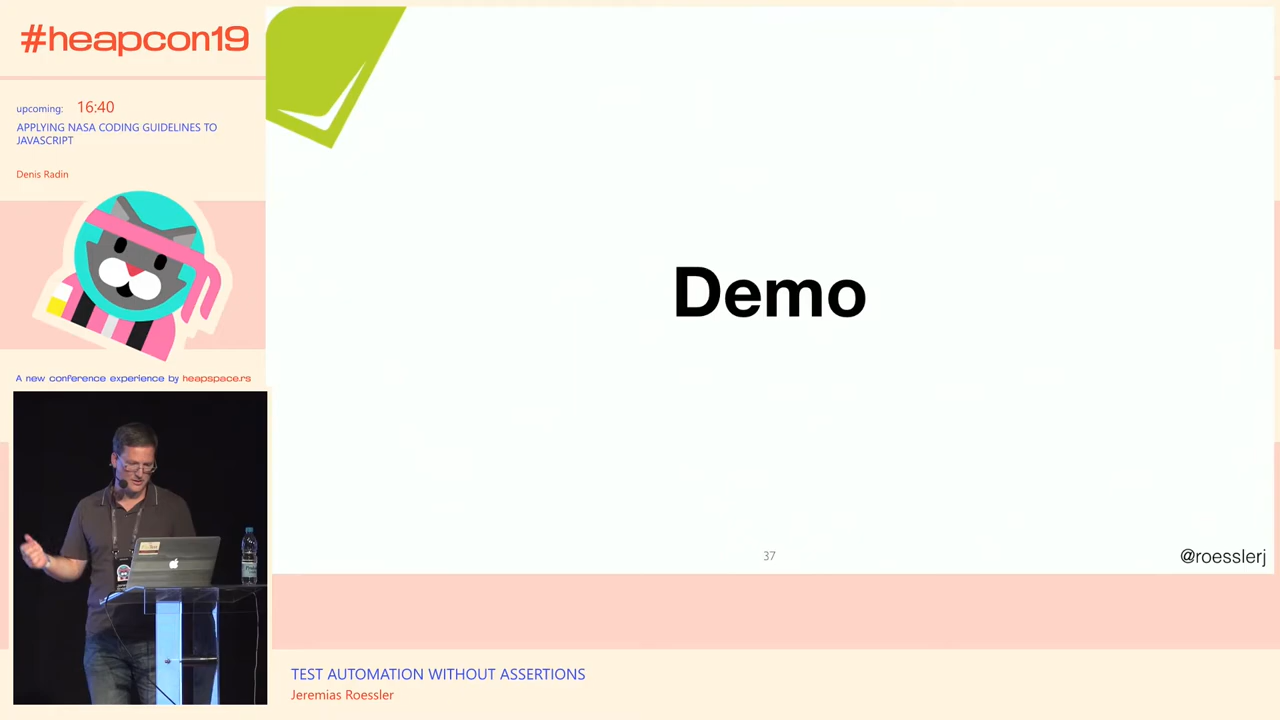 #heapcon19
upcoming: 16:40
APPLYING NASA CODING GUIDELINES TO
JAVASCRIPT
Denis Radin
A new conference experience by heapspace.rs
Demo
37
@roesslerj
TEST AUTOMATION WITHOUT ASSERTIONS
Jeremias Roessler